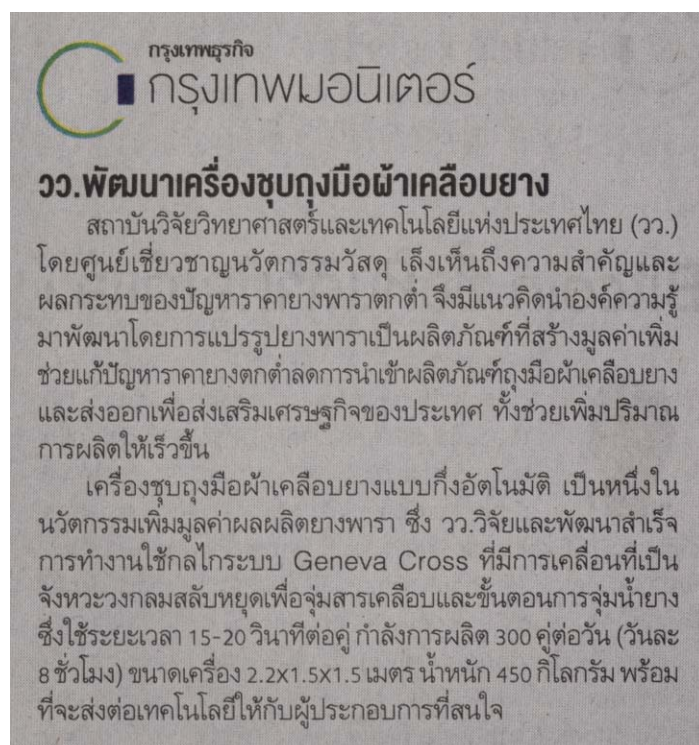 กรุงเทพธุรกิจ
กรุงเทพมอนิเตอร์
วว.พัฒนาเครื่องชุบถุงมือผ้าเคลือบยาง
สถาบันวิจัยวิทยาศาสตร์และเทคโนโลยีแห่งประเทศไทย (วว.)
โดยศูนย์เชี่ยวชาญนวัตกรรมวัสดุ เล็งเห็นถึงความสำคัญและ
ผลกระทบของปัญหาราคายางพาราตกต่ำ จึงมีแนวคิดนำองค์ความรู้
มาพัฒนาโดยการแปรรูปยางพาราเป็นผลิตภัณฑ์ที่สร้างมูลค่าเพิ่ม
ช่วยแก้ปัญหาราคายางตกต่ำลดการนำเข้าผลิตภัณฑ์ถุงมือผ้าเคลือบยาง
และส่งออกเพื่อส่งเสริมเศรษฐกิจของประเทศ ทั้งช่วยเพิ่มปริมาณ
การผลิตให้เร็วขึ้น
เครื่องชุบถุงมือผ้าเคลือบยางแบบกึ่งอัตโนมัติ เป็นหนึ่งใน
นวัตกรรมเพิ่มมูลค่าผลผลิตยางพารา ซึ่ง วว.วิจัยและพัฒนาสำเร็จ
การทำงานใช้กลไกระบบ Geneva Cross ที่มีการเคลื่อนที่เป็น
จังหวะวงกลมสลับหยุดเพื่อจุ่มสารเคลือบและขั้นตอนการจุ่มน้ำยาง
ซึ่งใช้ระยะเวลา 15-20 วินาทีต่อคู่ กำลังการผลิต 300 คู่ต่อวัน (วันละ
8 ชั่วโมง) ขนาดเครื่อง 2.2x1.5x1.5 เมตร น้ำหนัก 450 กิโลกรัม พร้อม
ที่จะส่งต่อเทคโนโลยีให้กับผู้ประกอบการที่สนใจ